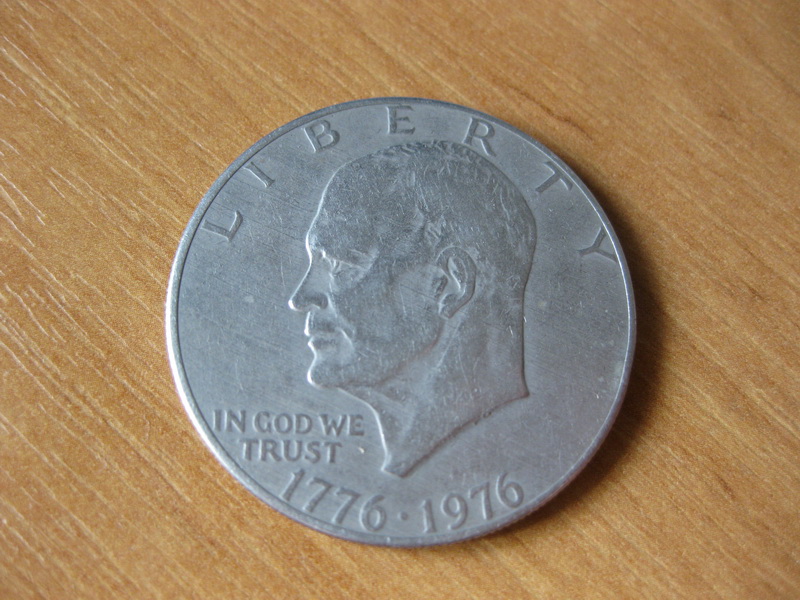 LIBERTY
IN GOD WE
TRUST
1776 · 1976